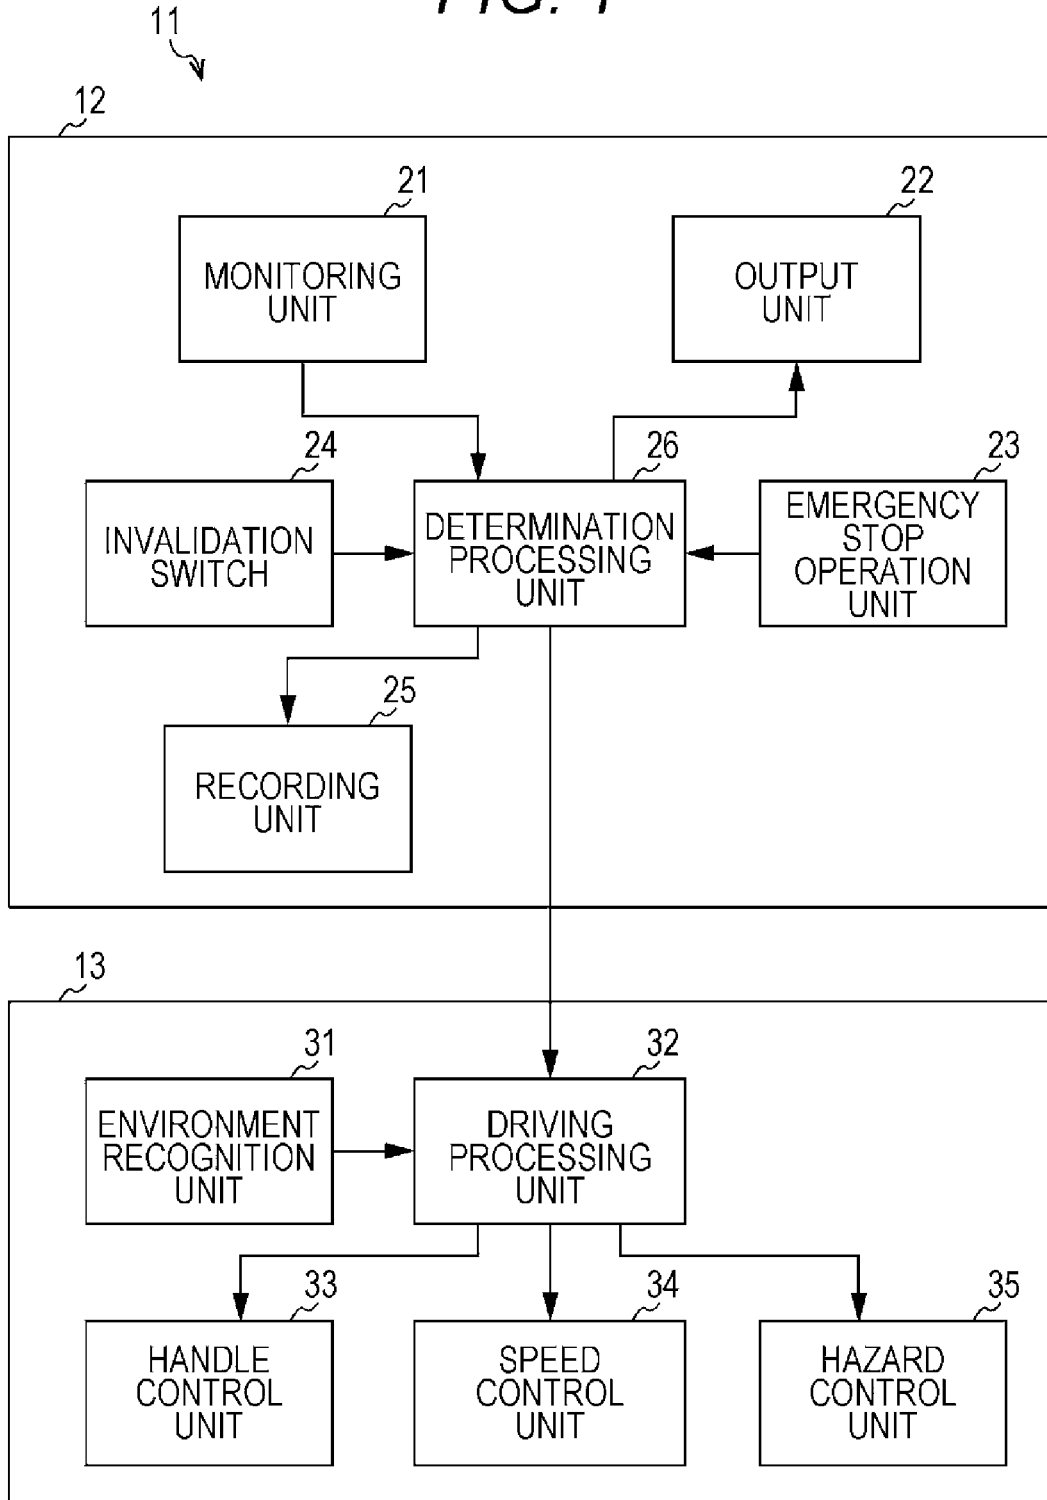 FIG. 1
11
12
21
22
MONITORING
UNIT
OUTPUT
UNIT
24
26
23
INVALIDATION
SWITCH
DETERMINATION
PROCESSING
UNIT
EMERGENCY
STOP
OPERATION
UNIT
25
RECORDING
UNIT
13
31
32
ENVIRONMENT
RECOGNITION
UNIT
DRIVING
PROCESSING
UNIT
33
34
35
HANDLE
CONTROL
UNIT
SPEED
CONTROL
UNIT
HAZARD
CONTROL
UNIT